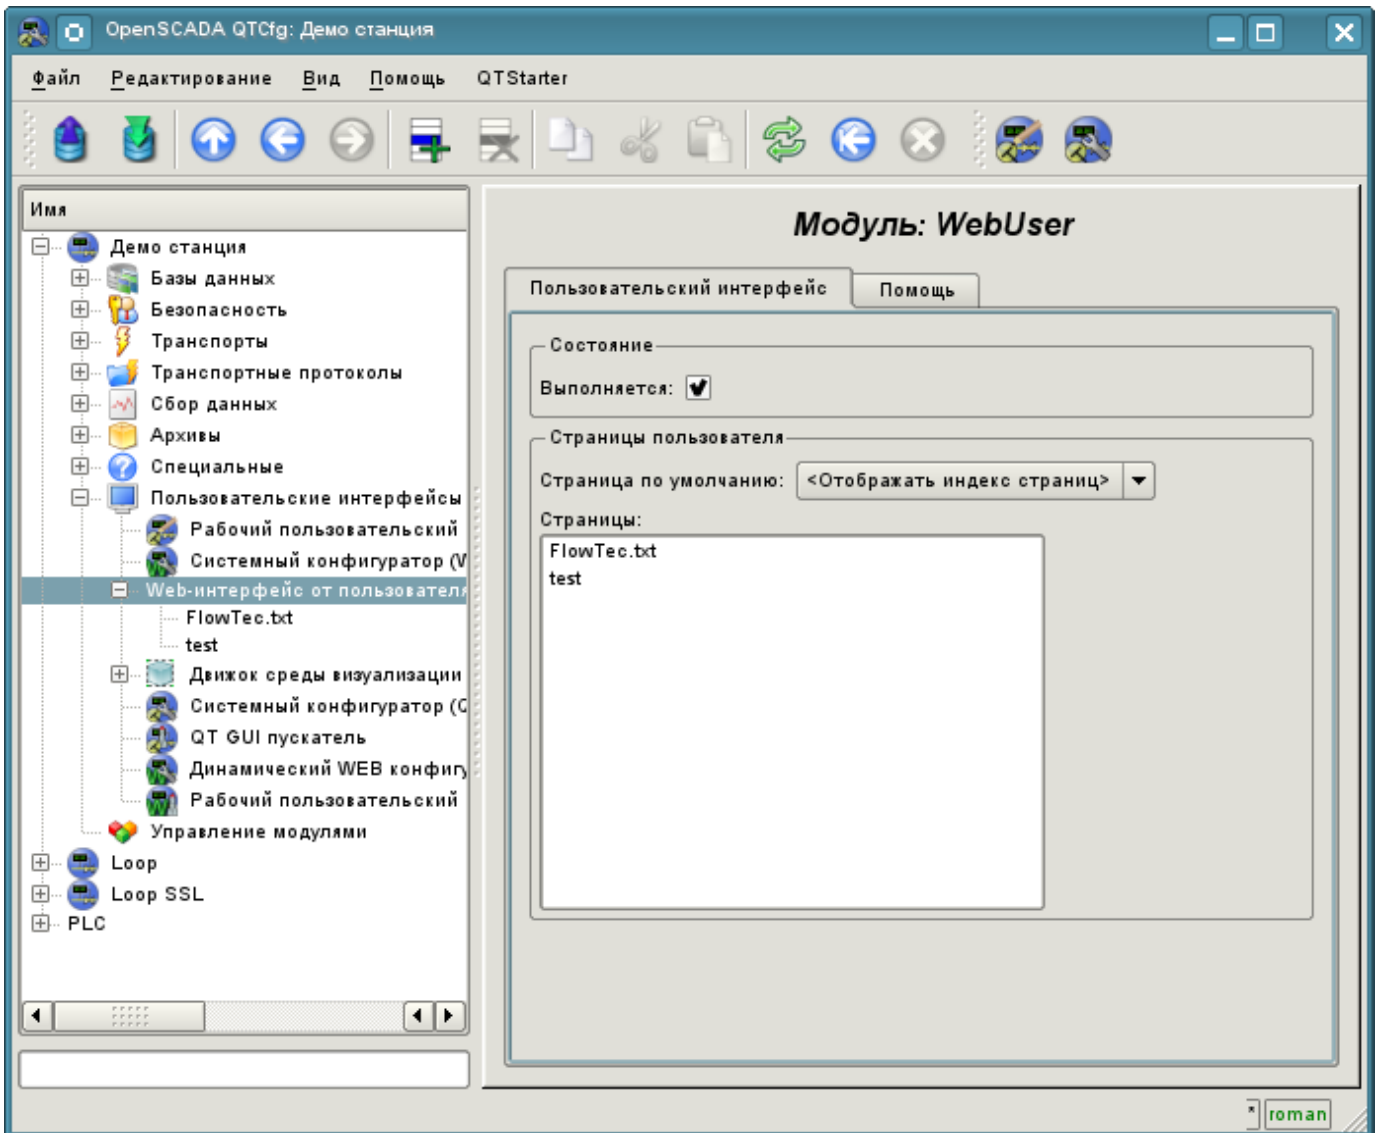 OpenSCADA QTCfg: Демо станция
Файл Редактирование Вид Помощь QTStarter
Имя
Демо станция
Базы данных
Безопасность
Транспорты
Транспортные протоколы
Сбор данных
Архивы
Специальные
Пользовательские интерфейсы
Рабочий пользовательский
Системный конфигуратор (W
Web-интерфейс от пользователя
FlowTec.txt
test
Движок среды визуализации
Системный конфигуратор (Q
QT GUI пускатель
Динамический WEB конфигу
Рабочий пользовательский
Управление модулями
Loop
Loop SSL
PLC
Модуль: WebUser
Пользовательский интерфейс Помощь
Состояние
Выполняется:
Страницы пользователя
Страница по умолчанию: <Отображать индекс страниц>
Страницы:
FlowTec.txt
test
* roman